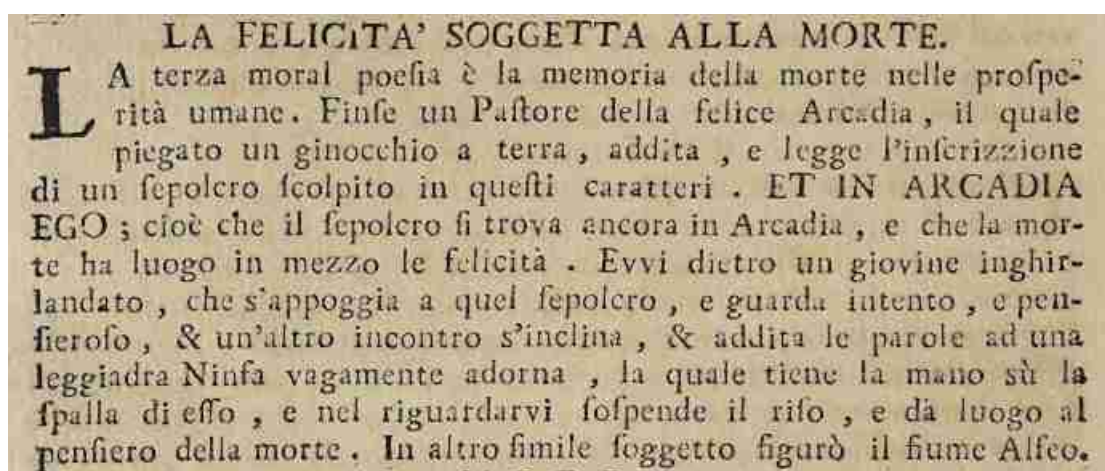 LA FELICITA' SOGGETTA ALLA MORTE.
LA terza moral poeſia è la memoria della morte nelle proſpe-
rità umane. Finſe un Paſtore della felice Arcadia, il quale
piegato un ginocchio a terra, addita, e legge l'inſcrizzione
di un ſepolcro ſcolpito in queſti caratteri. ET IN ARCADIA
EGO; cioè che il ſepolcro ſi trova ancora in Arcadia, e che la mor-
te ha luogo in mezzo le felicità. Evvi dietro un giovine inghir-
landato, che s'appoggia a quel ſepolcro, e guarda intento, e pen-
ſieroſo, & un'altro incontro s'inclina, & addita le parole ad una
leggiadra Ninfa vagamente adorna, la quale tiene la mano sù la
ſpalla di eſſo, e nel riguardarvi ſoſpende il riſo, e dà luogo al
penſiero della morte. In altro ſimile ſoggetto figurò il fiume Alfeo.